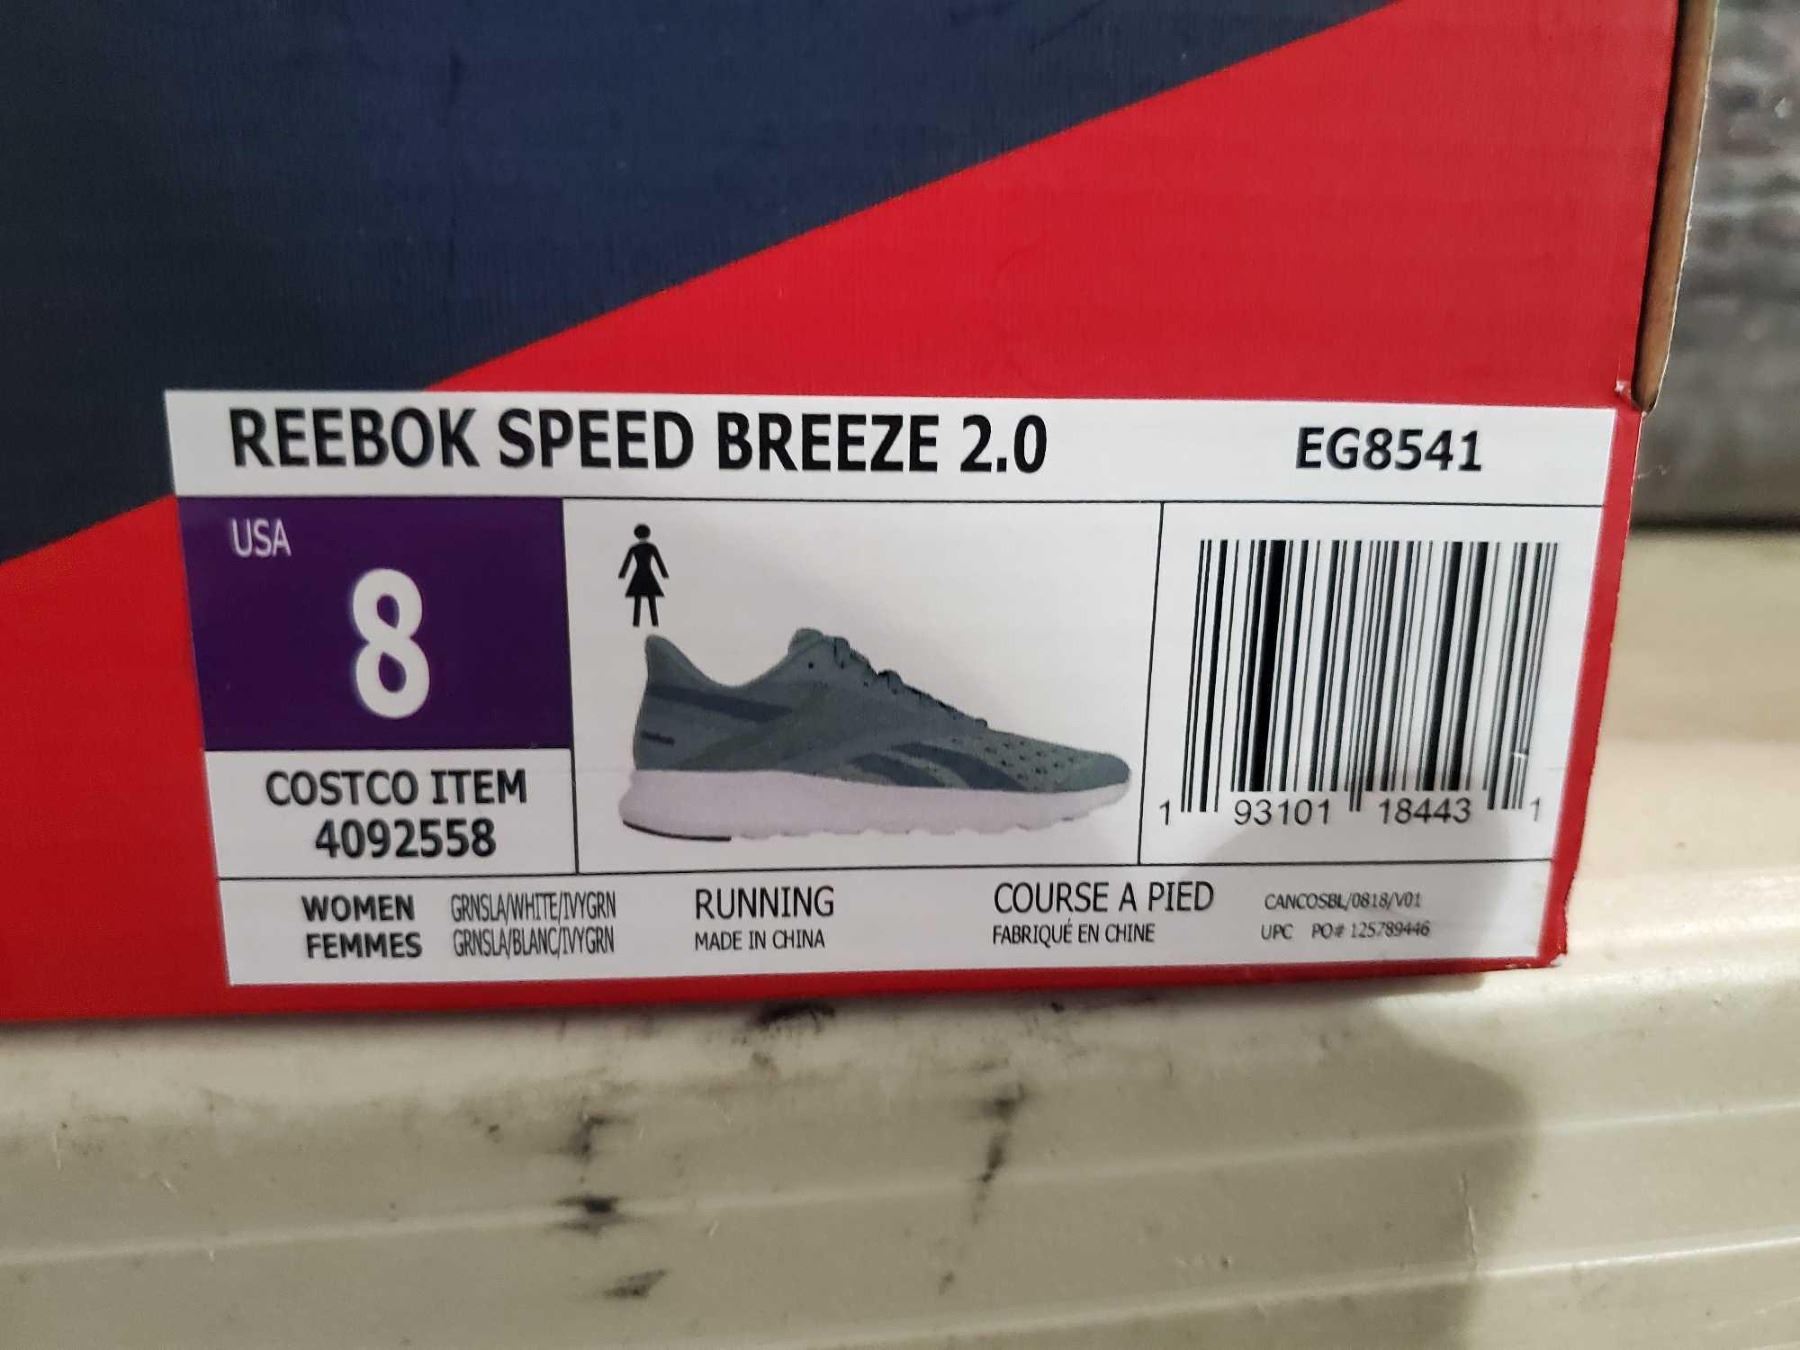 REEBOK SPEED BREEZE 2.0 EG8541
USA
8
COSTCO ITEM
4092558
1 93101 18443 1
WOMEN GRNSLA/WHITE/IVYGRN
FEMMES GRNSLA/BLANC/IVYGRN
RUNNING
MADE IN CHINA
COURSE A PIED
FABRIQUÉ EN CHINE
CANCOSBL/0818/V01
UPC PO# 125789446